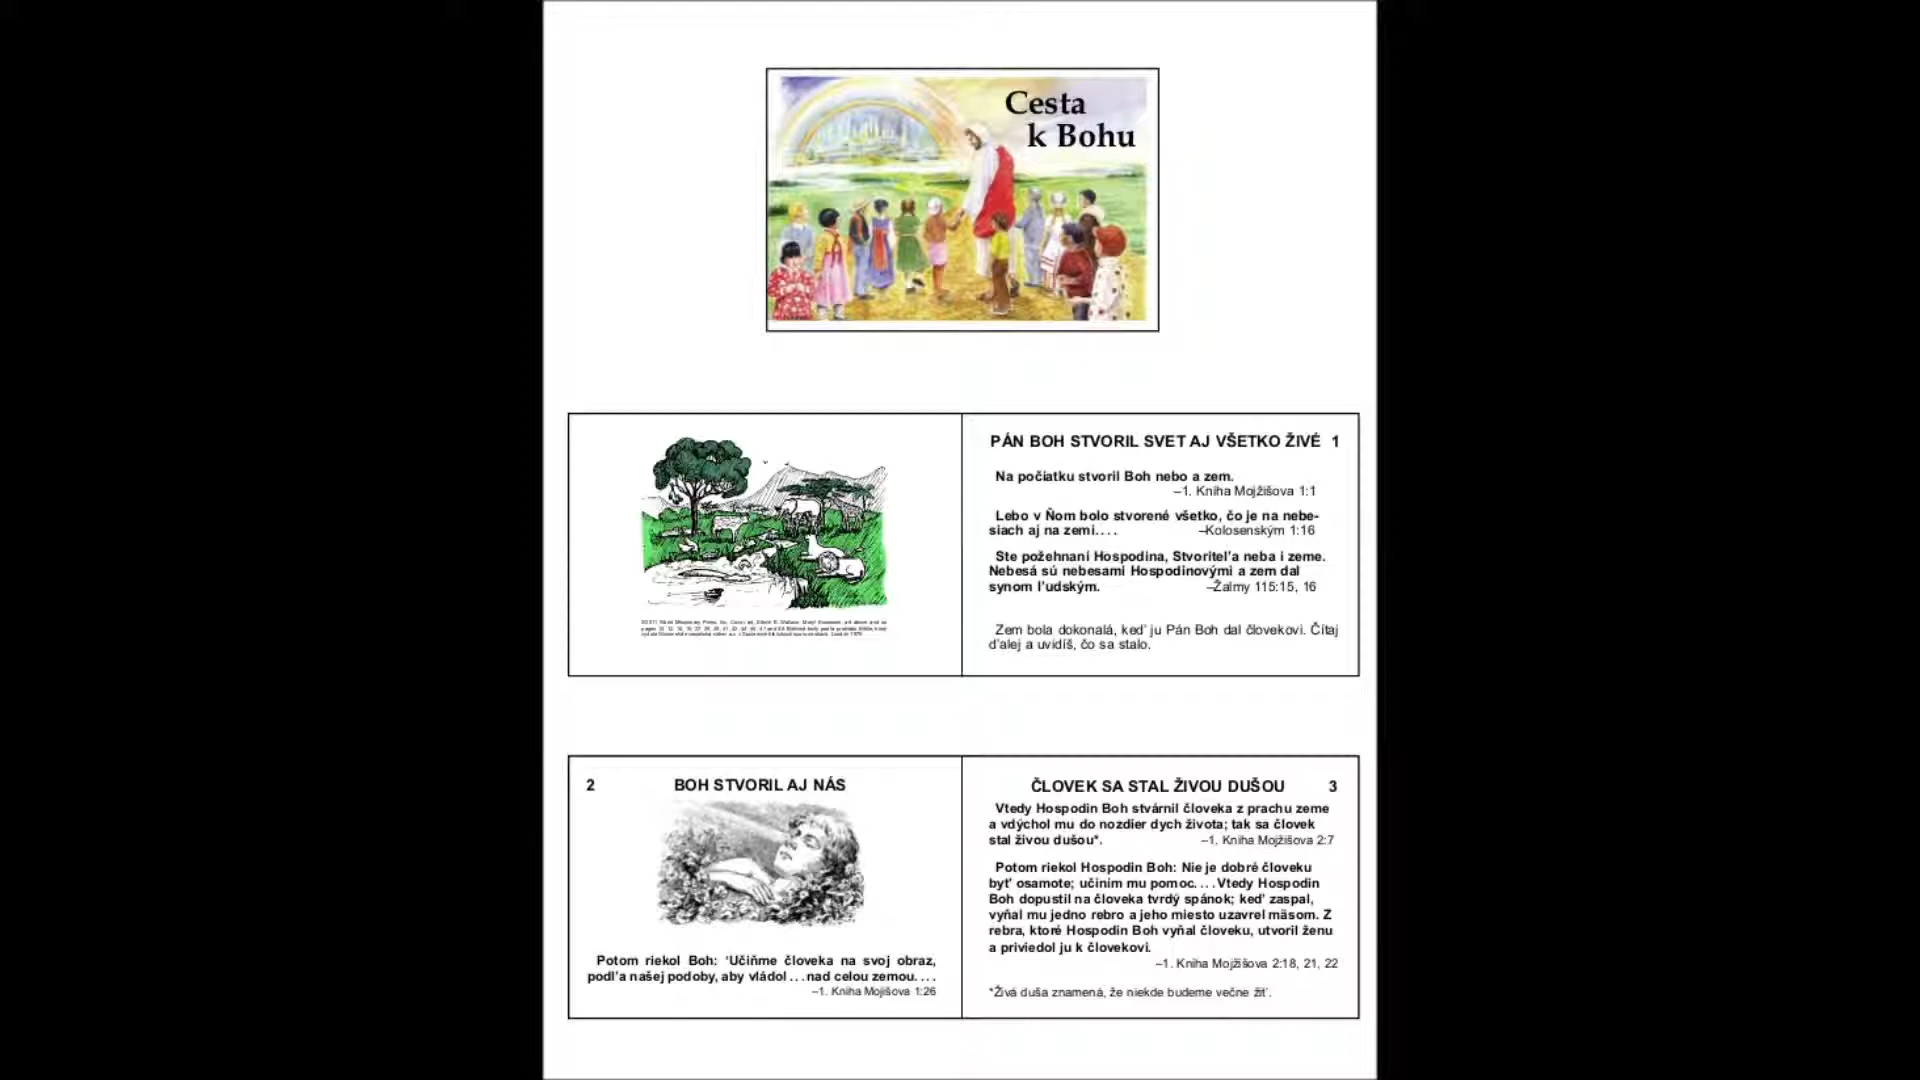 Cesta
k Bohu
PÁN BOH STVORIL SVET AJ VŠETKO ŽIVÉ 1
Na počiatku stvoril Boh nebo a zem.
–1. Kniha Mojžišova 1:1
Lebo v Ňom bolo stvorené všetko, čo je na nebe-
siach aj na zemi. . . . –Kolosenským 1:16
Ste požehnaní Hospodina, Stvoriteľa neba i zeme.
Nebesá sú nebesami Hospodinovými a zem dal
synom ľudským. –Žalmy 115:15, 16
Zem bola dokonalá, keď ju Pán Boh dal človekovi. Čítaj
ďalej a uvidíš, čo sa stalo.
2 BOH STVORIL AJ NÁS
Potom riekol Boh: ‘Učiňme človeka na svoj obraz,
podľa našej podoby, aby vládol . . . nad celou zemou. . . .
–1. Kniha Mojišova 1:26
ČLOVEK SA STAL ŽIVOU DUŠOU 3
Vtedy Hospodin Boh stvárnil človeka z prachu zeme
a vdýchol mu do nozdier dych života; tak sa človek
stal živou dušou*. –1. Kniha Mojžišova 2:7
Potom riekol Hospodin Boh: Nie je dobré človeku
byť osamote; učiním mu pomoc. . . . Vtedy Hospodin
Boh dopustil na človeka tvrdý spánok; keď zaspal,
vyňal mu jedno rebro a jeho miesto uzavrel mäsom. Z
rebra, ktoré Hospodin Boh vyňal človeku, utvoril ženu
a priviedol ju k človekovi.
–1. Kniha Mojžišova 2:18, 21, 22
*Živá duša znamená, že niekde budeme večne žiť.